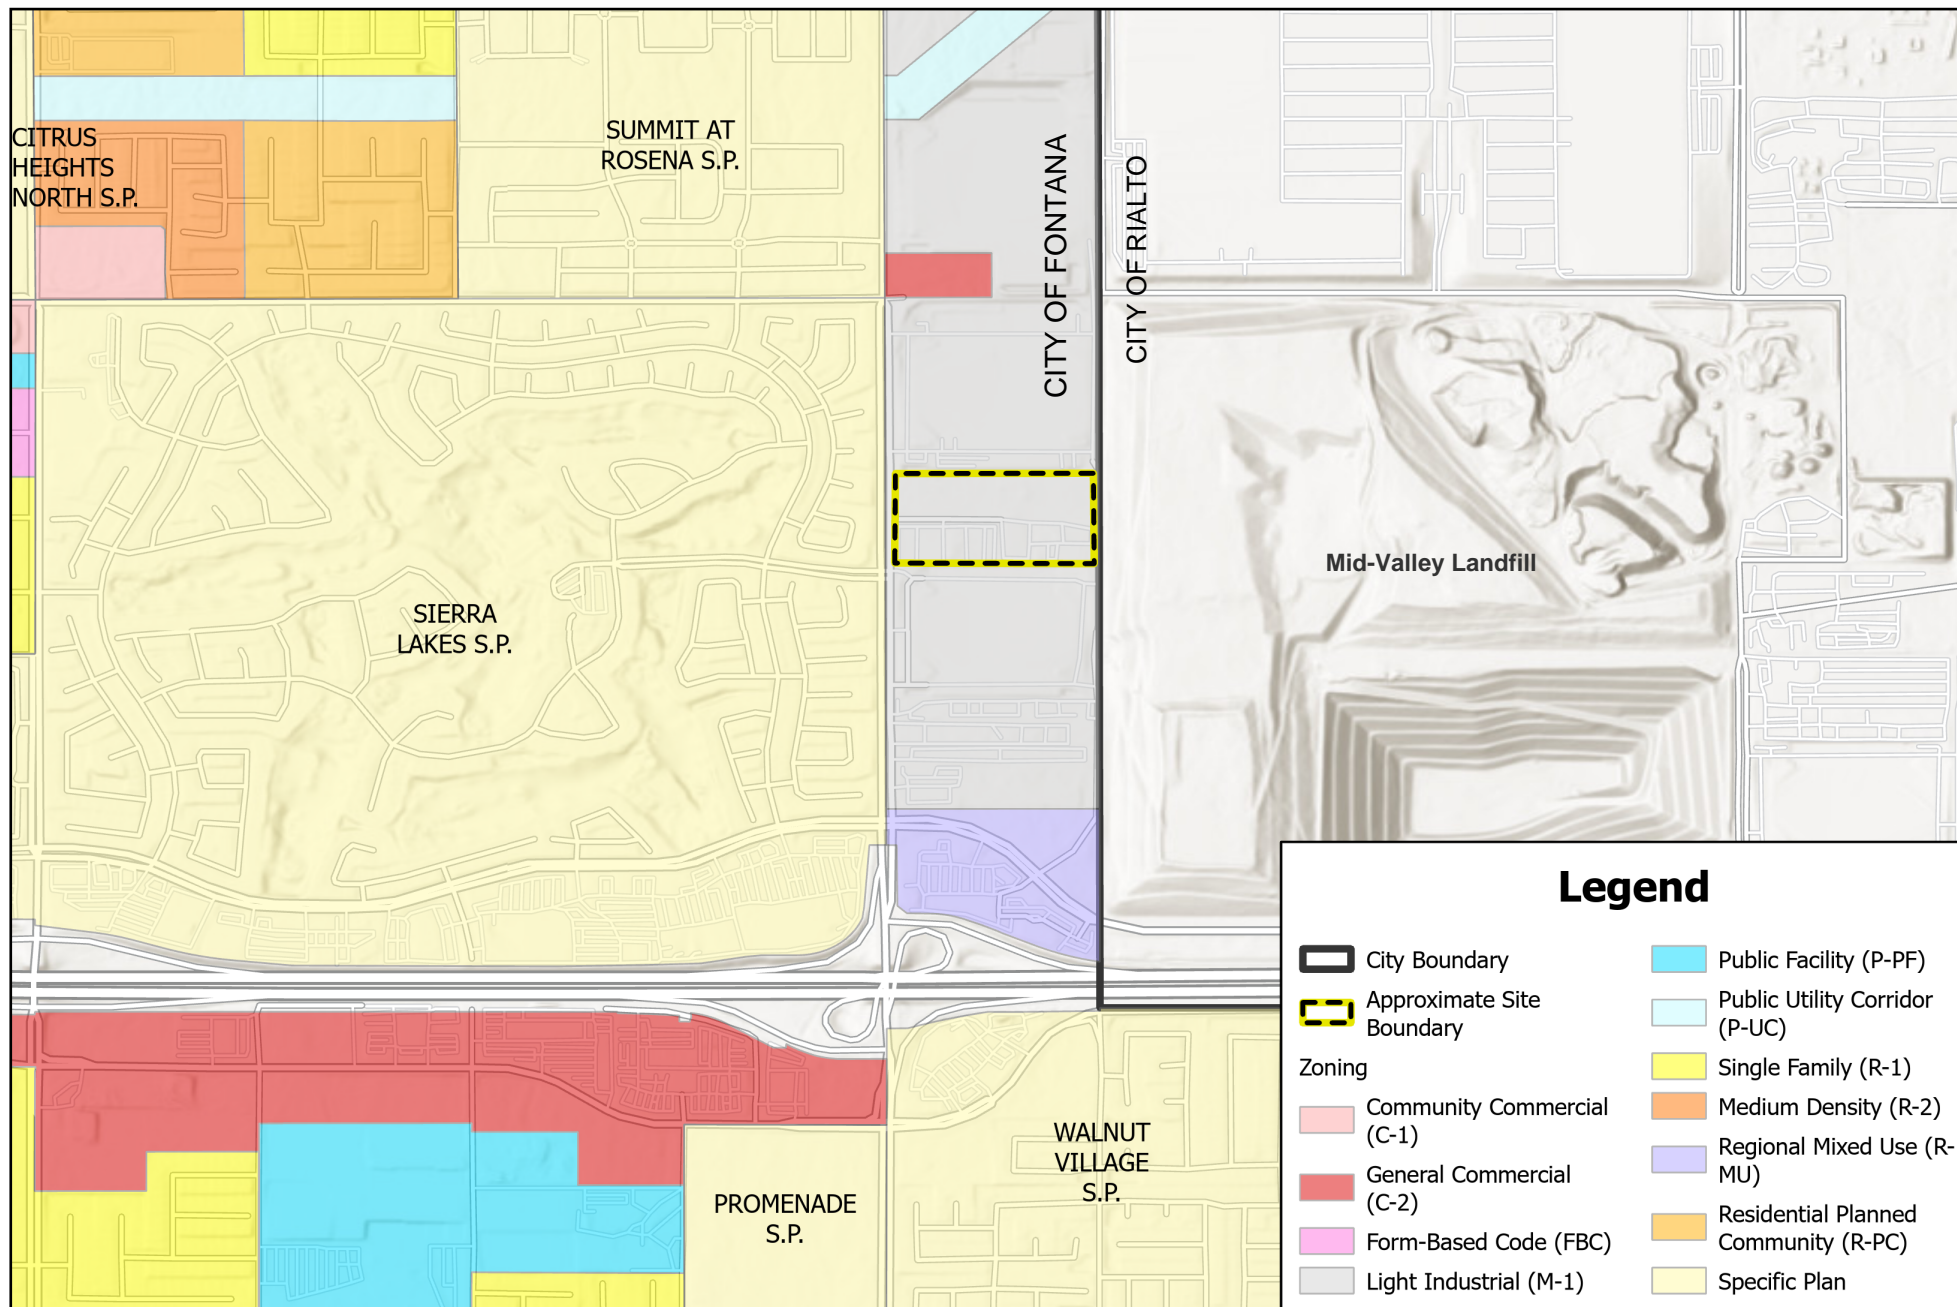 CITRUS
HEIGHTS
NORTH S.P.
SUMMIT AT
ROSENA S.P.
CITY OF FONTANA
CITY OF RIALTO
Mid-Valley Landfill
SIERRA
LAKES S.P.
WALNUT
VILLAGE
S.P.
PROMENADE
S.P.
Legend
City Boundary
Approximate Site
Boundary
Zoning
Community Commercial
(C-1)
General Commercial
(C-2)
Form-Based Code (FBC)
Light Industrial (M-1)
Public Facility (P-PF)
Public Utility Corridor
(P-UC)
Single Family (R-1)
Medium Density (R-2)
Regional Mixed Use (R-
MU)
Residential Planned
Community (R-PC)
Specific Plan